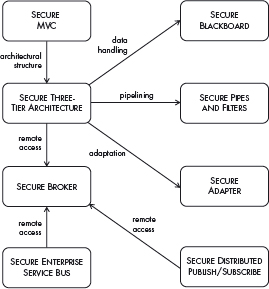 SECURE
MVC
SECURE
BLACKBOARD
data
handling
architectural
structure
SECURE THREE-
TIER ARCHITECTURE
pipelining
SECURE PIPES
AND FILTERS
remote
access
adaptation
SECURE BROKER
SECURE
ADAPTER
remote
access
remote
access
SECURE ENTERPRISE
SERVICE BUS
SECURE DISTRIBUTED
PUBLISH/SUBSCRIBE